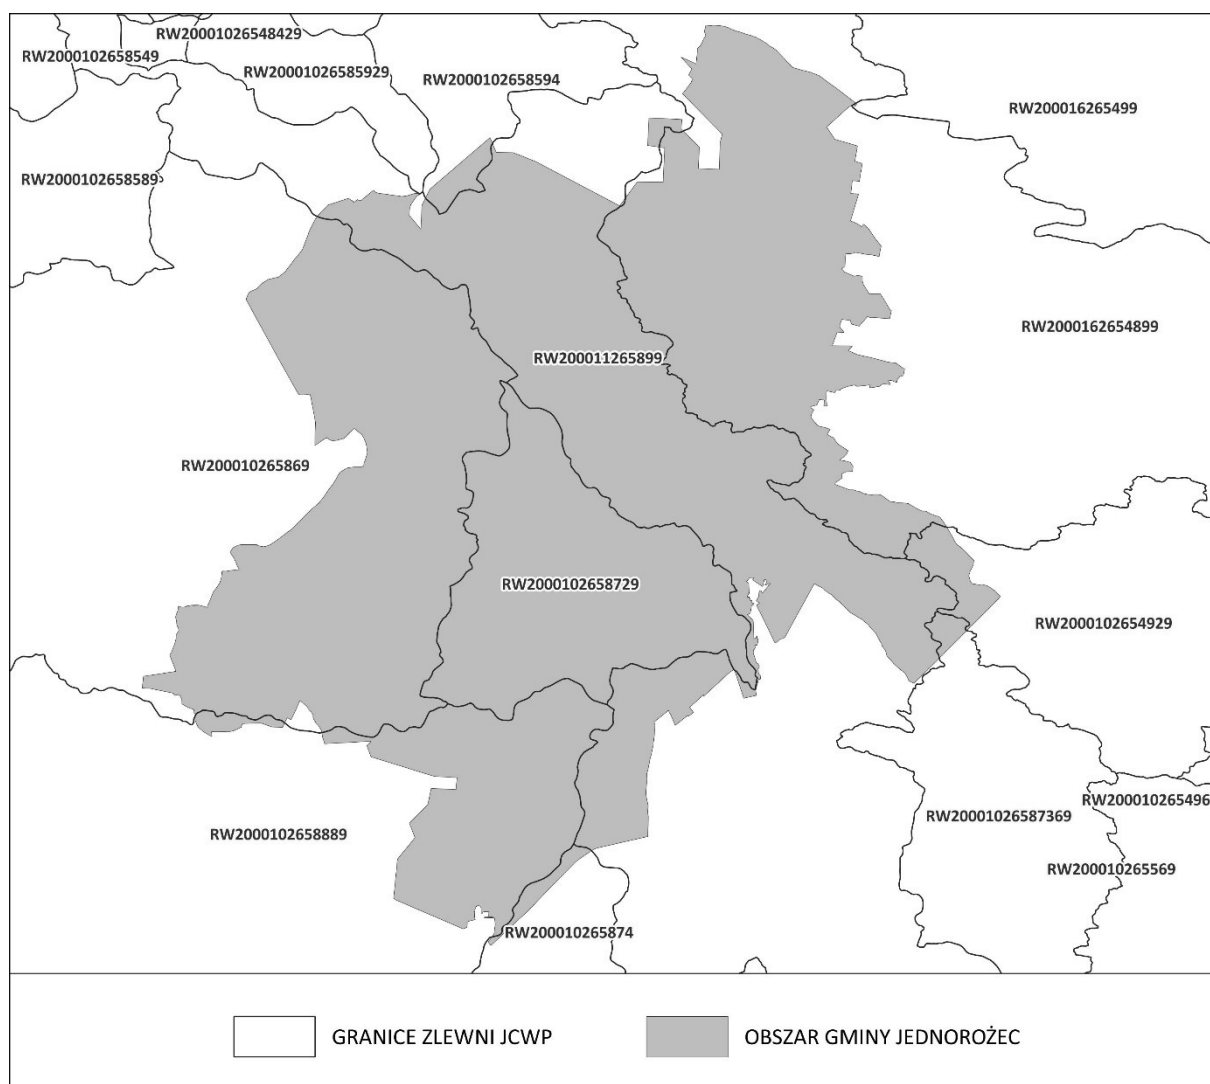 RW20001026548429
RW2000102658549
RW20001026585929
RW2000102658594
RW200016265499
RW2000102658589
RW2000162654899
RW200011265899
RW200010265869
RW2000102658729
RW2000102654929
RW2000102658889
RW20001026587369
RW200010265496
RW200010265569
RW200010265874
GRANICE ZLEWNI JCWP
OBSZAR GMINY JEDNOROŻEC